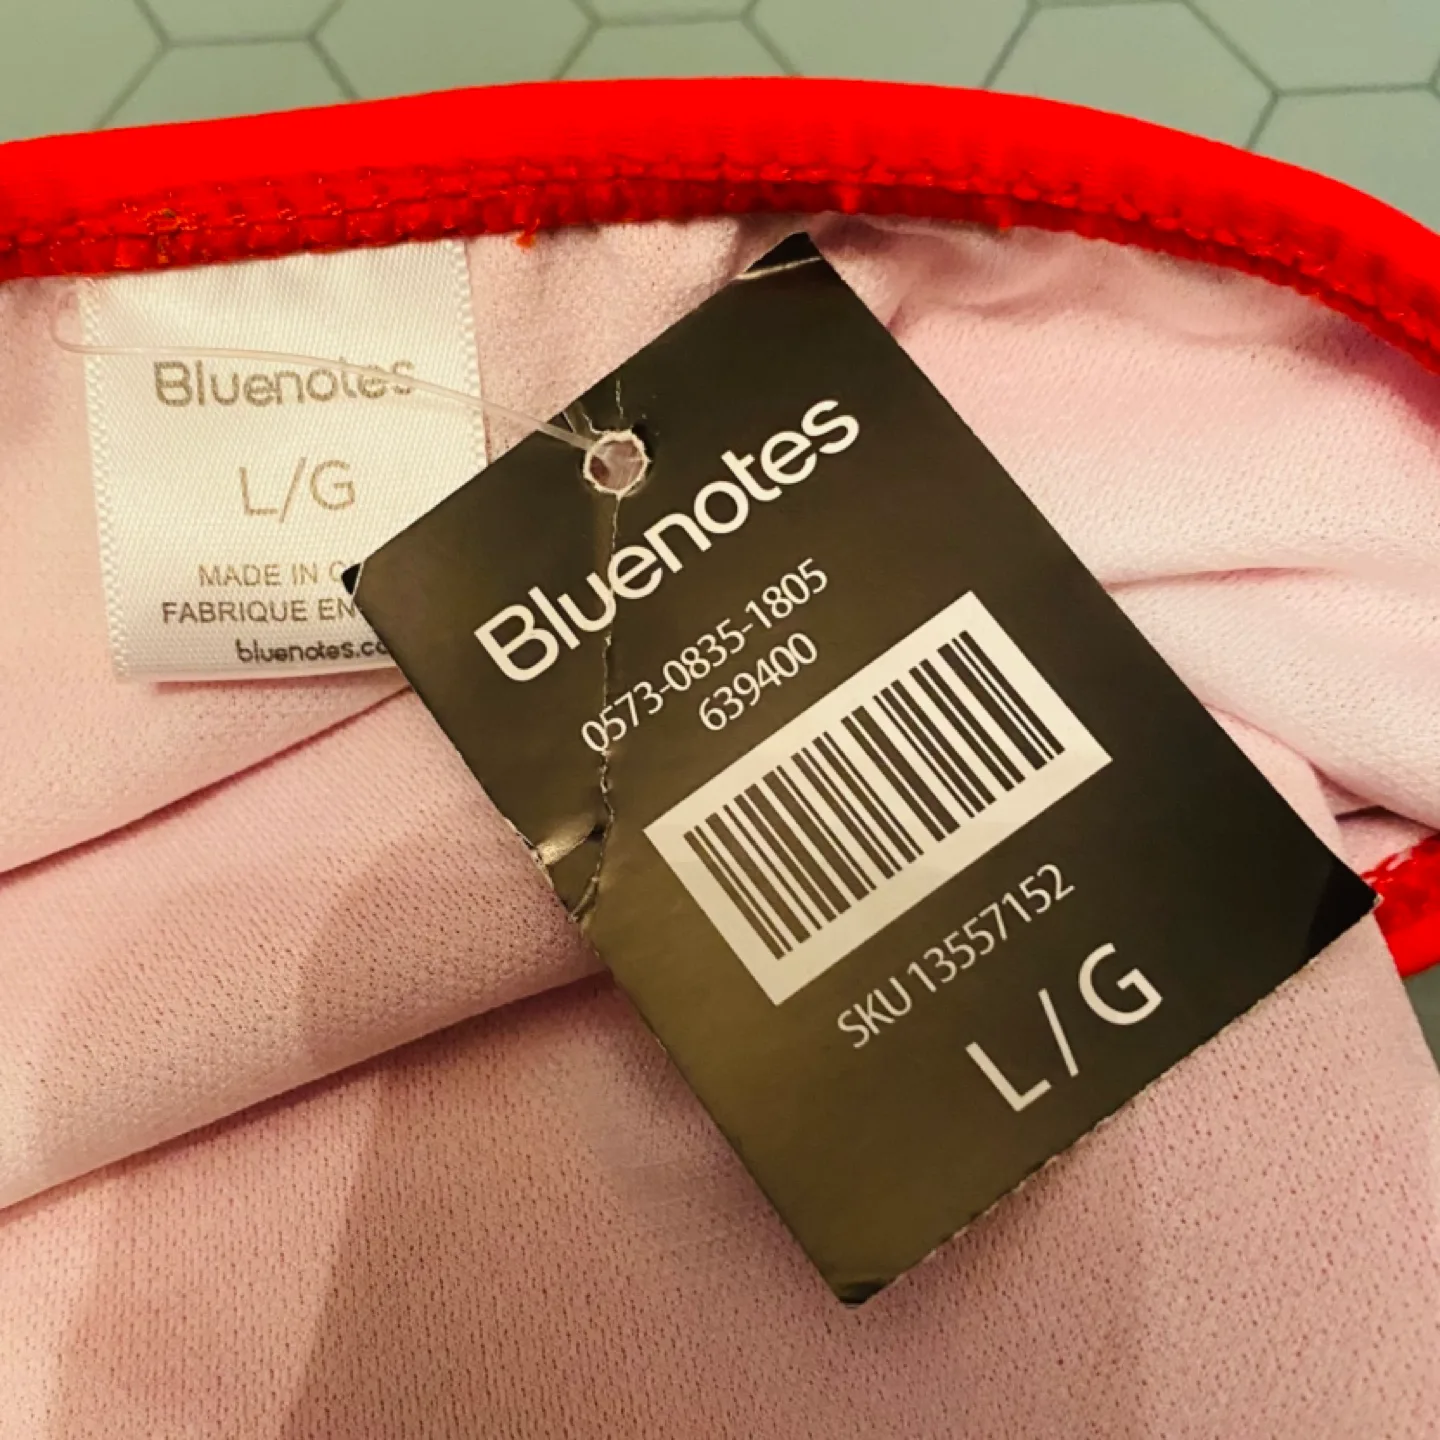 Bluenotes
L/G
MADE IN
FABRIQUE EN
Bluenotes
0573-0835-1805
639400
SKU 13557152
L/G